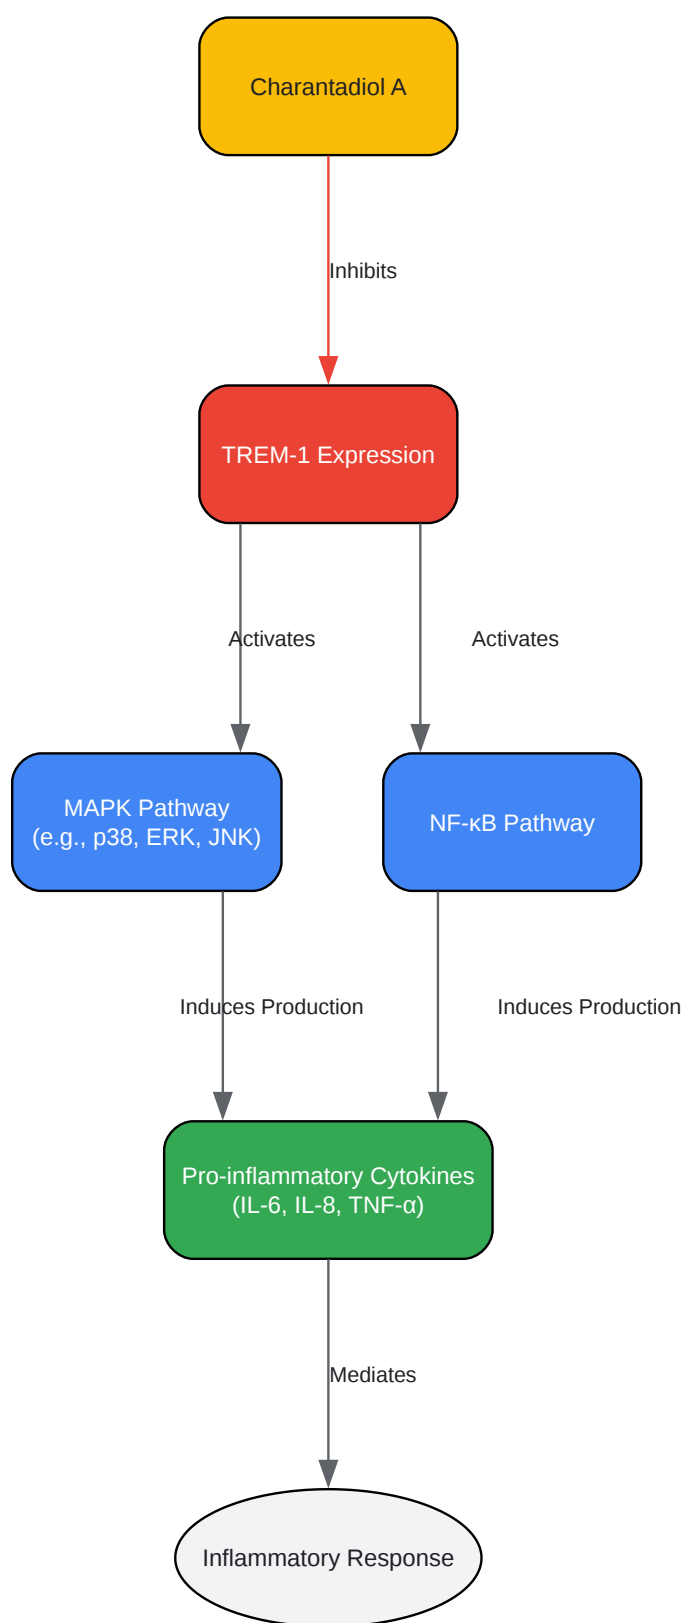 Charantadiol A
Inhibits
TREM-1 Expression
Activates
Activates
MAPK Pathway
(e.g., p38, ERK, JNK)
NF-κB Pathway
Induces Production
Induces Production
Pro-inflammatory Cytokines
(IL-6, IL-8, TNF-α)
Mediates
Inflammatory Response